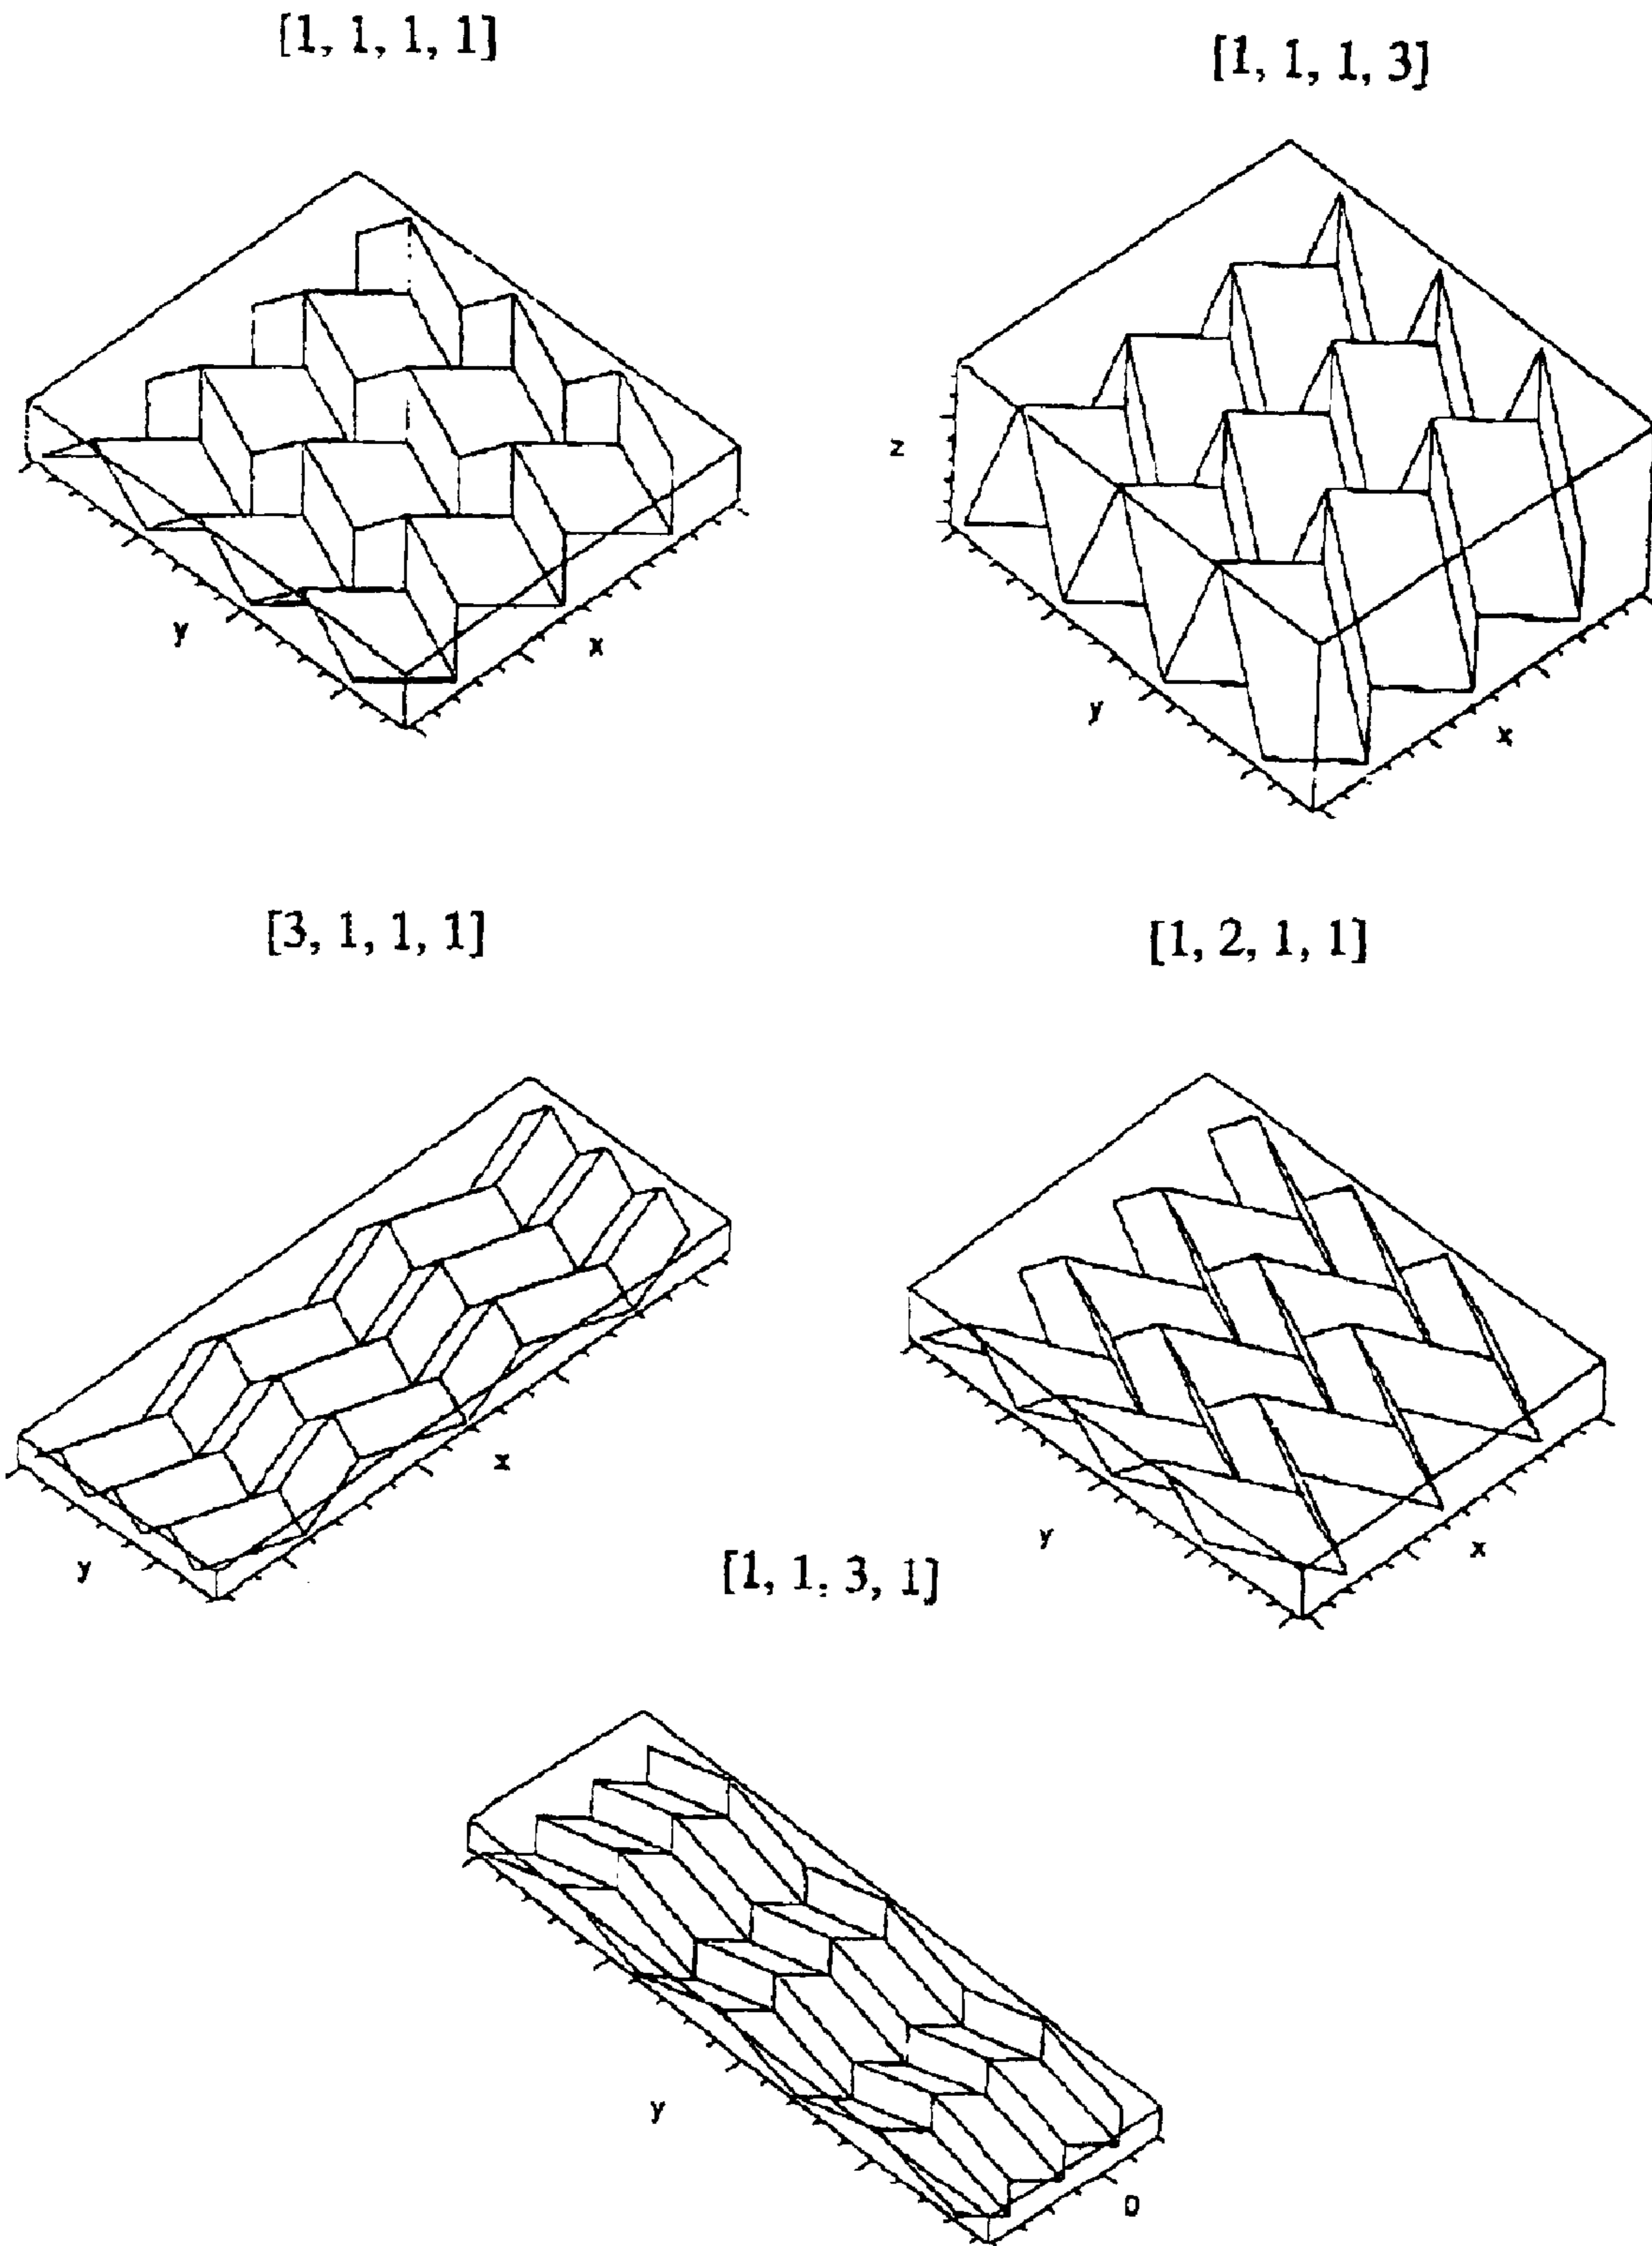 [1, 1, 1, 1]
[1, 1, 1, 3]
z
y
x
y
x
[3, 1, 1, 1]
[1, 2, 1, 1]
x
y
y
x
[1, 1, 3, 1]
y
0